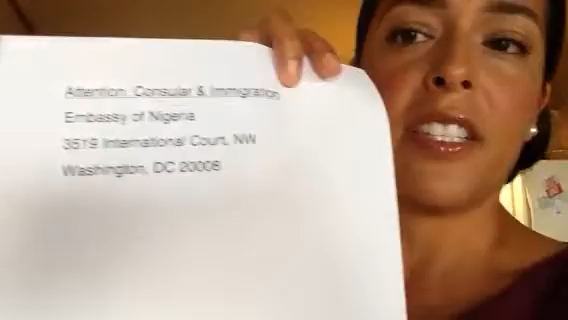 Attention, Consular & Immigration
Embassy of Nigeria
3519 International Court, NW
Washington, DC 20008